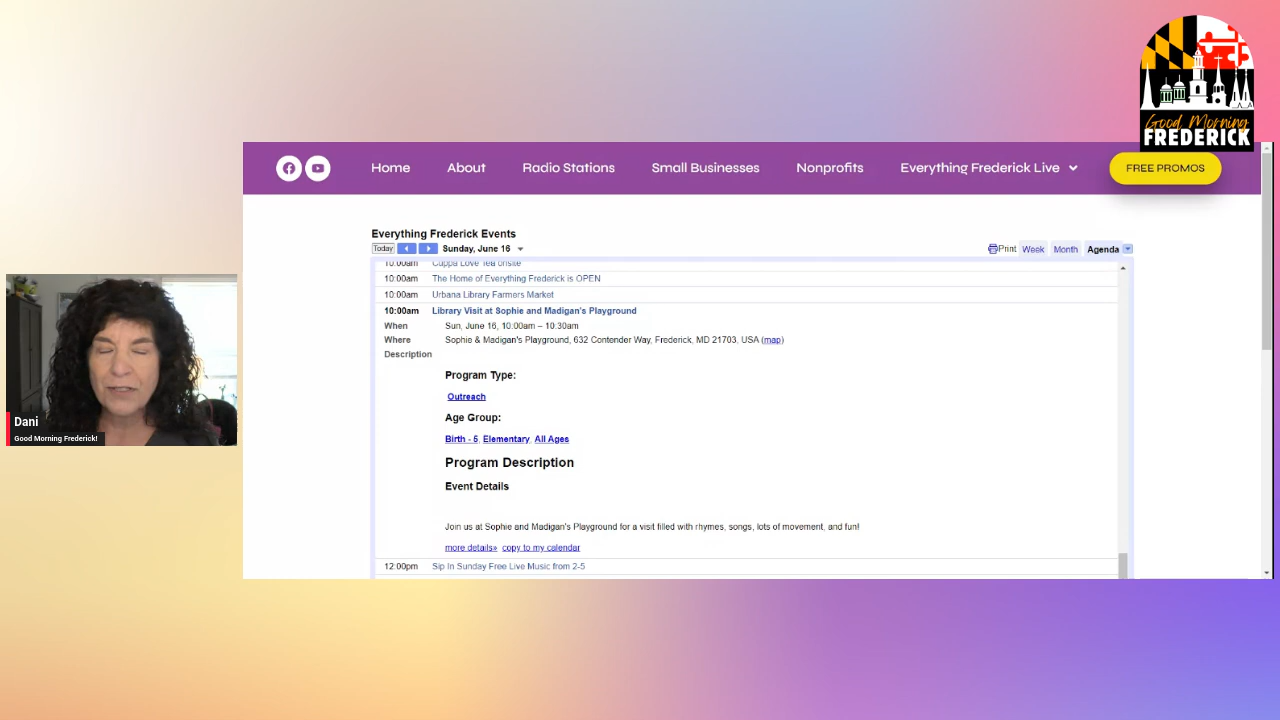 Good Morning
FREDERICK
Home
About
Radio Stations
Small Businesses
Nonprofits
Everything Frederick Live
FREE PROMOS
Everything Frederick Events
Today
Sunday, June 16
Print
Week
Month
Agenda
10:00am Cuppa Love Tea onsite
10:00am The Home of Everything Frederick is OPEN
10:00am Urbana Library Farmers Market
10:00am Library Visit at Sophie and Madigan's Playground
When Sun, June 16, 10:00am – 10:30am
Where Sophie & Madigan's Playground, 632 Contender Way, Frederick, MD 21703, USA (map)
Description
Program Type:
Outreach
Age Group:
Birth - 5, Elementary, All Ages
Program Description
Event Details
Join us at Sophie and Madigan's Playground for a visit filled with rhymes, songs, lots of movement, and fun!
more details» copy to my calendar
12:00pm Sip In Sunday Free Live Music from 2-5
Dani
Good Morning Frederick!